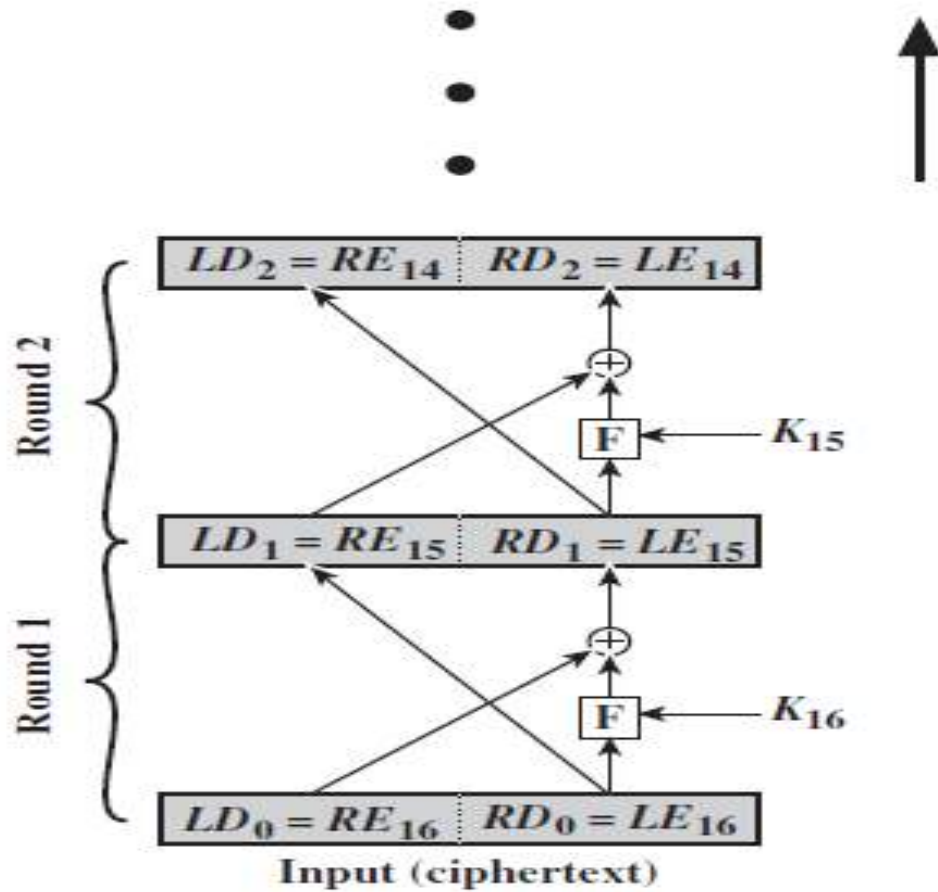 LD₂ = RE₁₄ RD₂ = LE₁₄
Round 2
F
K₁₅
LD₁ = RE₁₅ RD₁ = LE₁₅
Round 1
F
K₁₆
LD₀ = RE₁₆ RD₀ = LE₁₆
Input (ciphertext)